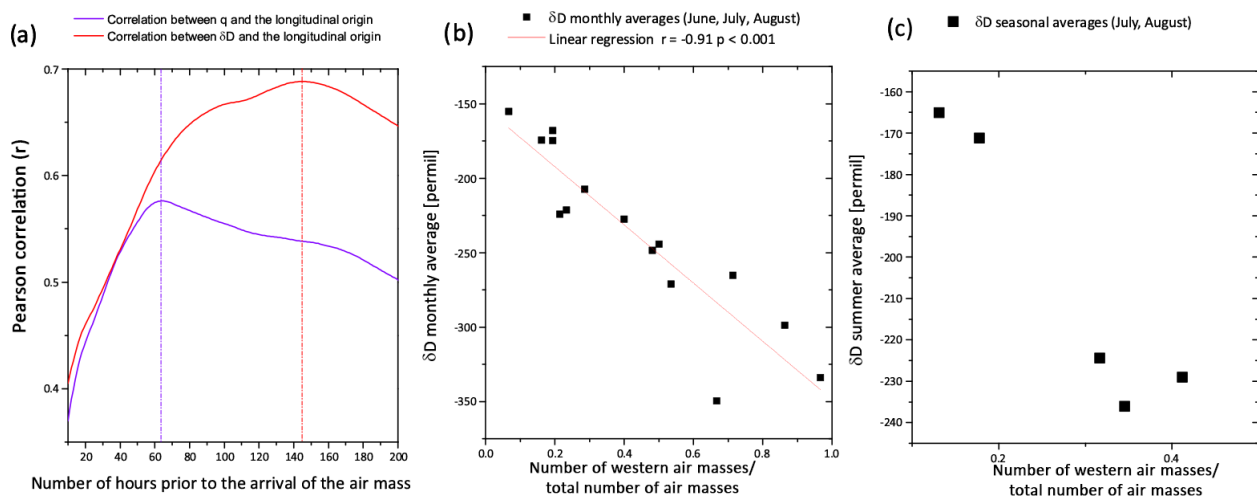 (a)
Correlation between q and the longitudinal origin
Correlation between δD and the longitudinal origin
0.7
0.6
0.5
0.4
Pearson correlation (r)
20 40 60 80 100 120 140 160 180 200
Number of hours prior to the arrival of the air mass
(b)
δD monthly averages (June, July, August)
Linear regression r = -0.91 p < 0.001
-150
-200
-250
-300
-350
δD monthly average [permil]
0.0 0.2 0.4 0.6 0.8 1.0
Number of western air masses/
total number of air masses
(c)
δD seasonal averages (July, August)
-160
-170
-180
-190
-200
-210
-220
-230
-240
δD summer average [permil]
0.2 0.4
Number of western air masses/
total number of air masses